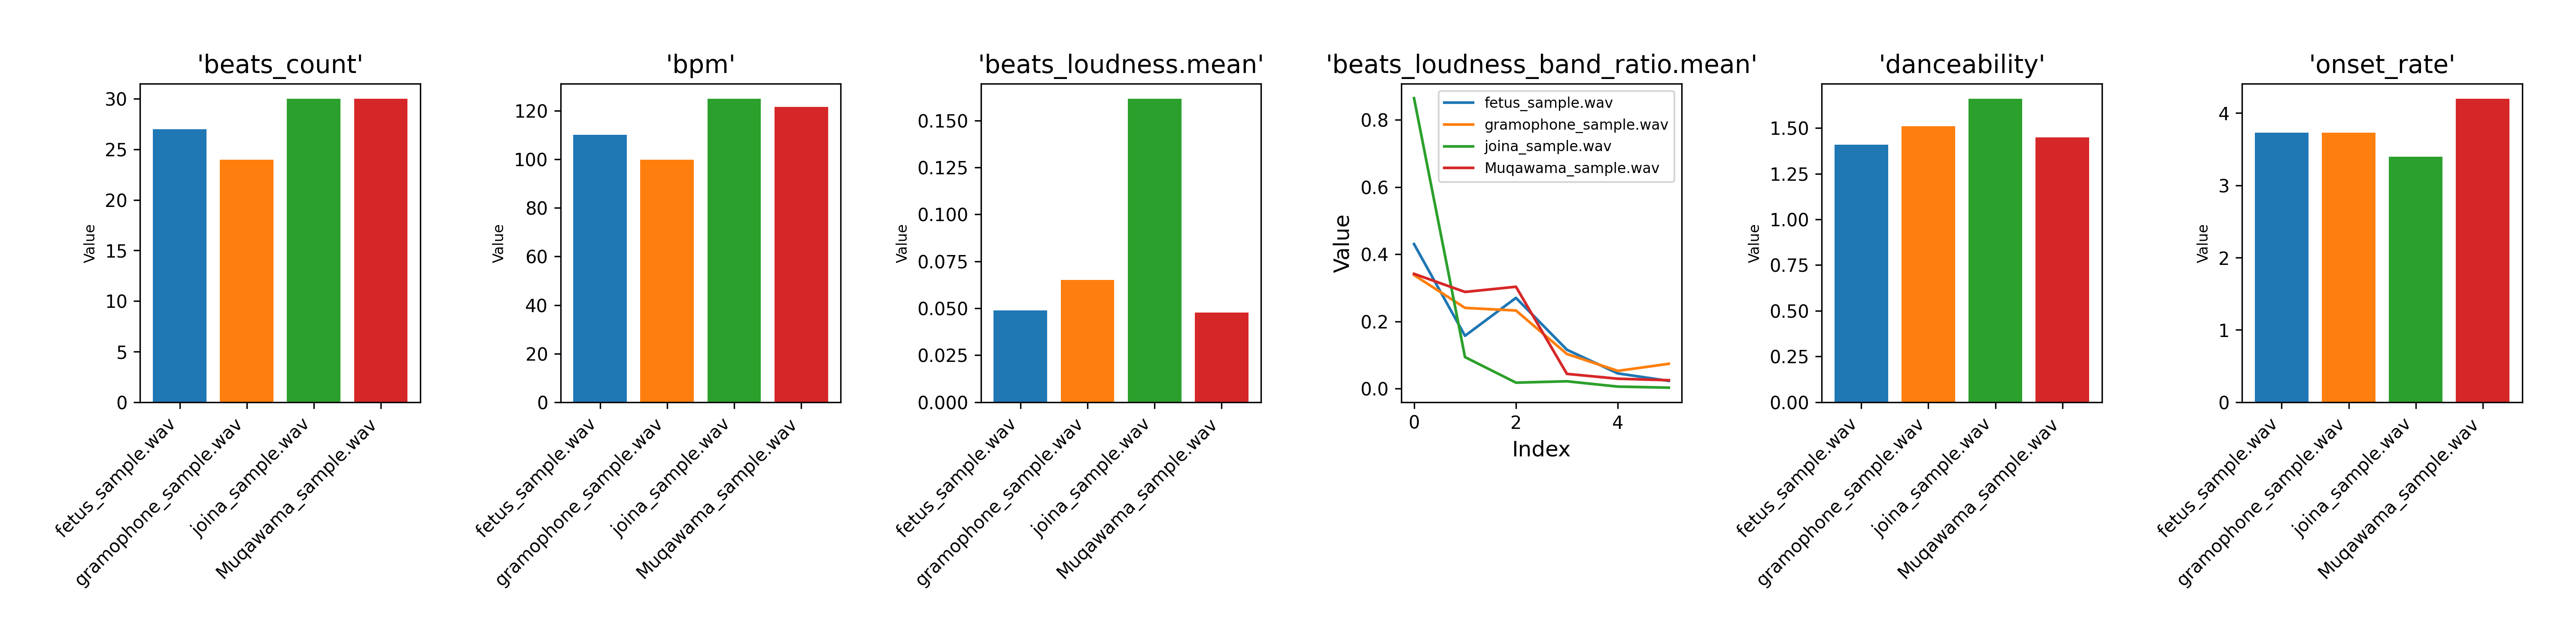 'beats_count'
30
25
20
15
10
5
0
Value
fetus_sample.wav
gramophone_sample.wav
joina_sample.wav
Muqawama_sample.wav
'bpm'
120
100
80
60
40
20
0
Value
fetus_sample.wav
gramophone_sample.wav
joina_sample.wav
Muqawama_sample.wav
'beats_loudness.mean'
0.150
0.125
0.100
0.075
0.050
0.025
0.000
Value
fetus_sample.wav
gramophone_sample.wav
joina_sample.wav
Muqawama_sample.wav
'beats_loudness_band_ratio.mean'
fetus_sample.wav
gramophone_sample.wav
joina_sample.wav
Muqawama_sample.wav
0.8
0.6
0.4
0.2
0.0
Value
0 2 4
Index
'danceability'
1.50
1.25
1.00
0.75
0.50
0.25
0.00
Value
fetus_sample.wav
gramophone_sample.wav
joina_sample.wav
Muqawama_sample.wav
'onset_rate'
4
3
2
1
0
Value
fetus_sample.wav
gramophone_sample.wav
joina_sample.wav
Muqawama_sample.wav